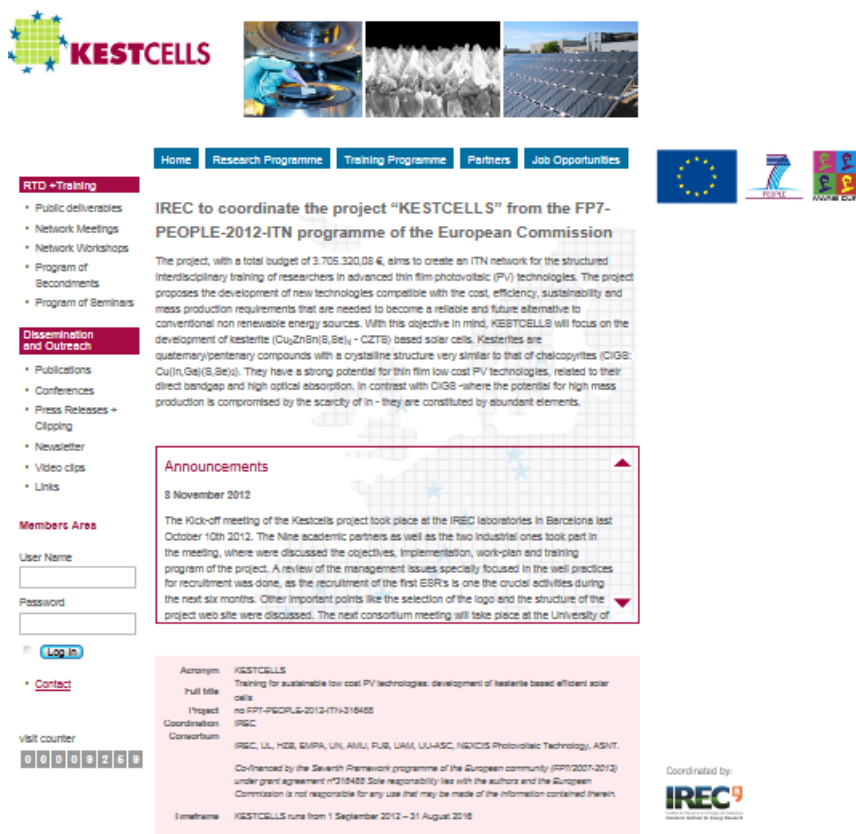 KESTCELLS
Home
Research Programme
Training Programme
Partners
Job Opportunities
PEOPLE
RTD +Training
• Public deliverables
• Network Meetings
• Network Workshops
• Program of
Secondments
• Program of Seminars
Dissemination
and Outreach
• Publications
• Conferences
• Press Releases +
Clipping
• Newsletter
• Video clips
• Links
Members Area
User Name
Password
Log in
• Contact
visit counter
00009259
IREC to coordinate the project “KESTCELLS” from the FP7-
PEOPLE-2012-ITN programme of the European Commission
The project, with a total budget of 3.705.320,08 €, aims to create an ITN network for the structured
interdisciplinary training of researchers in advanced thin film photovoltaic (PV) technologies. The project
proposes the development of new technologies compatible with the cost, efficiency, sustainability and
mass production requirements that are needed to become a reliable and future alternative to
conventional non renewable energy sources. With this objective in mind, KESTCELLS will focus on the
development of kesterite (Cu₂ZnSn(S,Se)₄ - CZTS) based solar cells. Kesterites are
quaternary/pentenary compounds with a crystalline structure very similar to that of chalcopyrites (CIGS:
Cu(In,Ga)(S,Se)₂). They have a strong potential for thin film low cost PV technologies, related to their
direct bandgap and high optical absorption. In contrast with CIGS -where the potential for high mass
production is compromised by the scarcity of In - they are constituted by abundant elements.
Announcements
8 November 2012
The Kick-off meeting of the Kestcells project took place at the IREC laboratories in Barcelona last
October 10th 2012. The Nine academic partners as well as the two industrial ones took part in
the meeting, where were discussed the objectives, implementation, work-plan and training
program of the project. A review of the management issues specially focused in the well practices
for recruitment was done, as the recruitment of the first ESR's is one the crucial activities during
the next six months. Other important points like the selection of the logo and the structure of the
project web site were discussed. The next consortium meeting will take place at the University of
Acronym KESTCELLS
Full title Training for sustainable low cost PV technologies: development of kesterite based efficient solar
cells
Project no FP7-PEOPLE-2012-ITN-316488
Coordination IREC
Consortium
IREC, UL, HZB, EMPA, UN, AMU, FUB, UAM, UU-ASC, NEXCIS Photovoltaic Technology, ASNT.
Co-financed by the Seventh Framework programme of the European community (FP7/2007-2013)
under grant agreement nº316488 Sole responsibility lies with the authors and the European
Commission is not responsible for any use that may be made of the information contained therein.
Timeframe KESTCELLS runs from 1 September 2012 – 31 August 2016
Coordinated by:
IREC